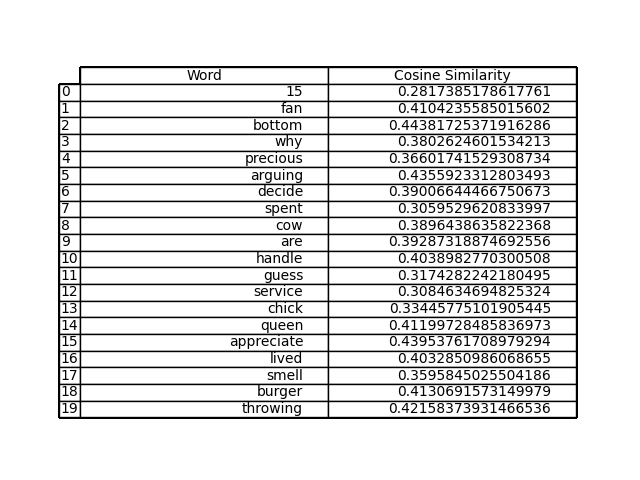 Word Cosine Similarity
0 15 0.2817385178617761
1 fan 0.4104235585015602
2 bottom 0.44381725371916286
3 why 0.3802624601534213
4 precious 0.36601741529308734
5 arguing 0.4355923312803493
6 decide 0.39006644466750673
7 spent 0.3059529620833997
8 cow 0.3896438635822368
9 are 0.39287318874692556
10 handle 0.4038982770300508
11 guess 0.3174282242180495
12 service 0.3084634694825324
13 chick 0.33445775101905445
14 queen 0.41199728485836973
15 appreciate 0.43953761708979294
16 lived 0.4032850986068655
17 smell 0.3595845025504186
18 burger 0.4130691573149979
19 throwing 0.42158373931466536